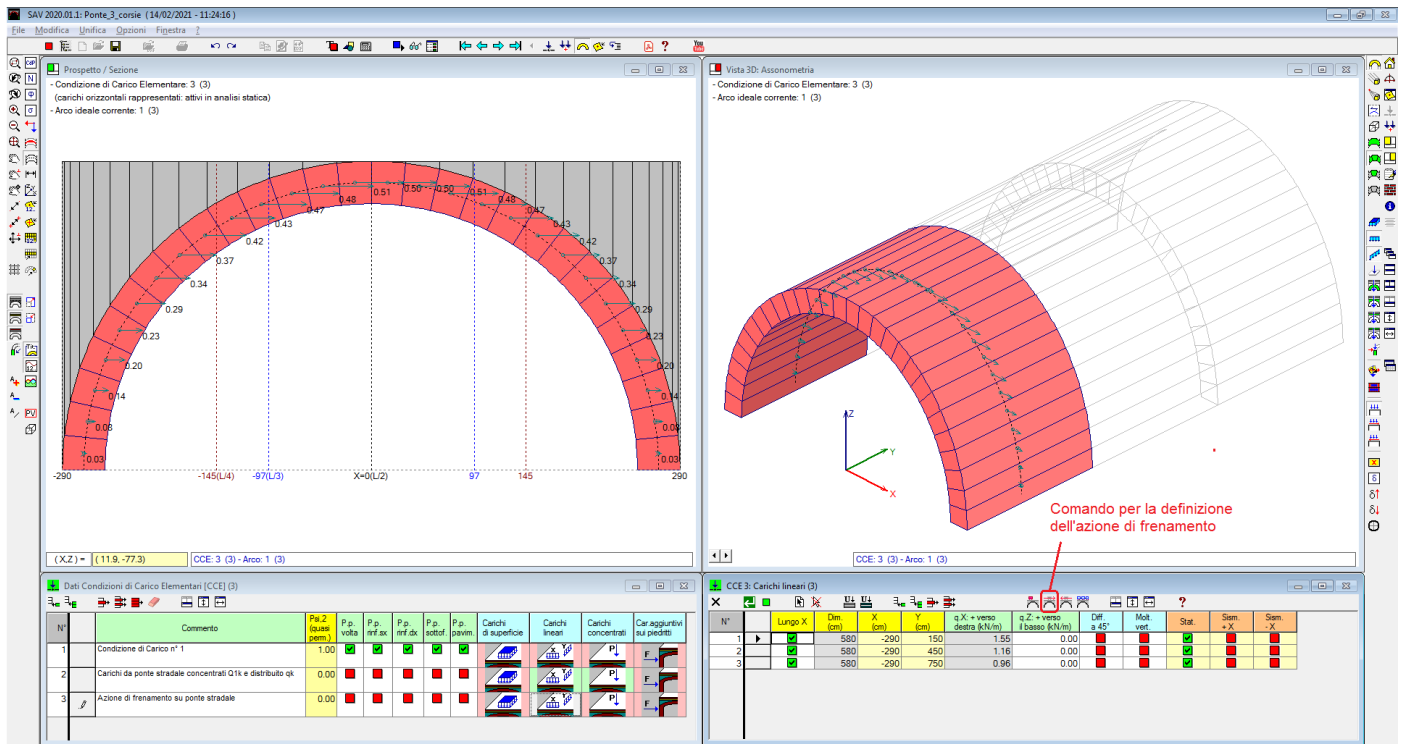 SAV 2020.01.1: Ponte_3_corsie (14/02/2021 - 11:24:16 )
File Modifica Unifica Opzioni Finestra ?
Prospetto / Sezione
- Condizione di Carico Elementare: 3 (3)
(carichi orizzontali rappresentati: attivi in analisi statica)
- Arco ideale corrente: 1 (3)
0.51 0.50 0.50 0.51
0.48 0.48
0.47 0.47
0.43 0.43
0.42 0.42
0.37 0.37
0.34 0.34
0.29 0.29
0.23 0.23
0.20 0.20
0.14 0.14
0.08 0.08
0.03 0.03
-290 -145(L/4) -97(L/3) X=0(L/2) 97 145 290
(X,Z) = (11.9, -77.3) CCE: 3 (3) - Arco: 1 (3)
Vista 3D: Assonometria
- Condizione di Carico Elementare: 3 (3)
- Arco ideale corrente: 1 (3)
Z
Y
X
Comando per la definizione
dell'azione di frenamento
CCE: 3 (3) - Arco: 1 (3)
Dati Condizioni di Carico Elementari [CCE] (3)
N° Commento Psi,2 (quasi perm.) P.p. volta P.p. rinf.sx P.p. rinf.dx P.p. sottof. P.p. pavim. Carichi di superficie Carichi lineari Carichi concentrati Car.aggiuntivi sui piedritti
1 Condizione di Carico n° 1 1.00
2 Carichi da ponte stradale concentrati Q1k e distribuito qk 0.00
3 Azione di frenamento su ponte stradale 0.00
CCE 3: Carichi lineari (3)
N° Lungo X Dim. (cm) X (cm) Y (cm) q.X: + verso destra (kN/m) q.Z: + verso il basso (kN/m) Diff. a 45° Molt. vert. Stat. Sism. + X Sism. - X
1 580 -290 150 1.55 0.00
2 580 -290 450 1.16 0.00
3 580 -290 750 0.96 0.00